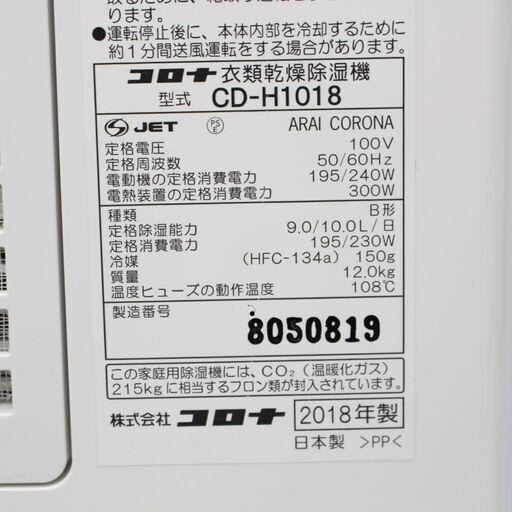 ●運転停止後に、本体内部を冷却するために
約1分間送風運転をする場合があります。
コロナ 衣類乾燥除湿機
型式 CD-H1018
JET PSE ARAI CORONA
定格電圧 100V
定格周波数 50/60Hz
電動機の定格消費電力 195/240W
電熱装置の定格消費電力 300W
種類 B形
定格除湿能力 9.0/10.0L/日
定格消費電力 195/230W
冷媒 (HFC-134a) 150g
質量 12.0kg
温度ヒューズの動作温度 108℃
製造番号
8050819
この家庭用除湿機には、CO₂（温暖化ガス）
215kgに相当するフロン類が封入されています。
株式会社 コロナ 2018年製
日本製 >PP<